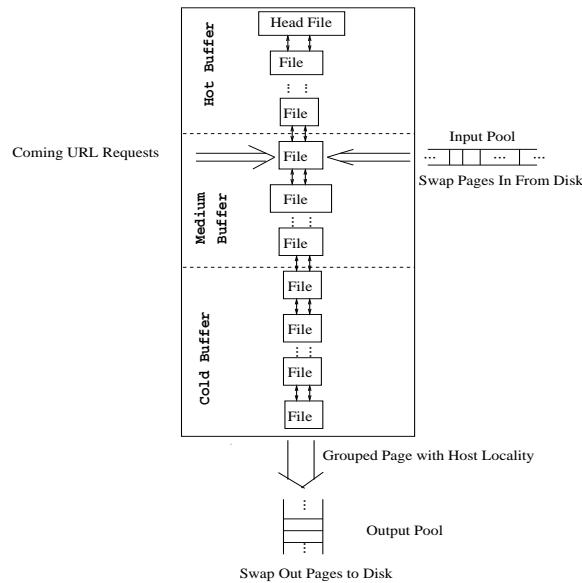 Head File
Hot Buffer
File
File
Coming URL Requests
File
Input Pool
Swap Pages In From Disk
Medium
Buffer
File
File
File
Cold Buffer
File
File
File
Grouped Page with Host Locality
Output Pool
Swap Out Pages to Disk